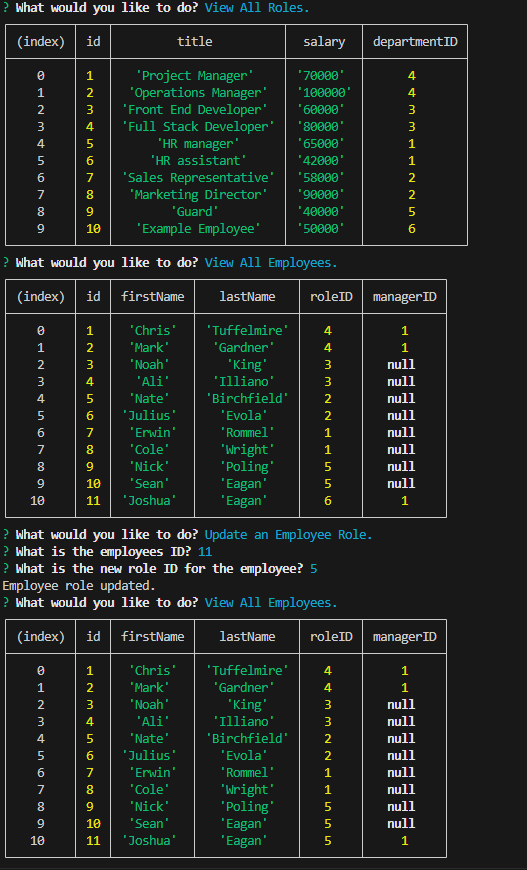 ? What would you like to do? View All Roles.
(index) id title salary departmentID
0 1 'Project Manager' '70000' 4
1 2 'Operations Manager' '100000' 4
2 3 'Front End Developer' '60000' 3
3 4 'Full Stack Developer' '80000' 3
4 5 'HR manager' '65000' 1
5 6 'HR assistant' '42000' 1
6 7 'Sales Representative' '58000' 2
7 8 'Marketing Director' '90000' 2
8 9 'Guard' '40000' 5
9 10 'Example Employee' '50000' 6
? What would you like to do? View All Employees.
(index) id firstName lastName roleID managerID
0 1 'Chris' 'Tuffelmire' 4 1
1 2 'Mark' 'Gardner' 4 1
2 3 'Noah' 'King' 3 null
3 4 'Ali' 'Illiano' 3 null
4 5 'Nate' 'Birchfield' 2 null
5 6 'Julius' 'Evola' 2 null
6 7 'Erwin' 'Rommel' 1 null
7 8 'Cole' 'Wright' 1 null
8 9 'Nick' 'Poling' 5 null
9 10 'Sean' 'Eagan' 5 null
10 11 'Joshua' 'Eagan' 6 1
? What would you like to do? Update an Employee Role.
? What is the employees ID? 11
? What is the new role ID for the employee? 5
Employee role updated.
? What would you like to do? View All Employees.
(index) id firstName lastName roleID managerID
0 1 'Chris' 'Tuffelmire' 4 1
1 2 'Mark' 'Gardner' 4 1
2 3 'Noah' 'King' 3 null
3 4 'Ali' 'Illiano' 3 null
4 5 'Nate' 'Birchfield' 2 null
5 6 'Julius' 'Evola' 2 null
6 7 'Erwin' 'Rommel' 1 null
7 8 'Cole' 'Wright' 1 null
8 9 'Nick' 'Poling' 5 null
9 10 'Sean' 'Eagan' 5 null
10 11 'Joshua' 'Eagan' 5 1